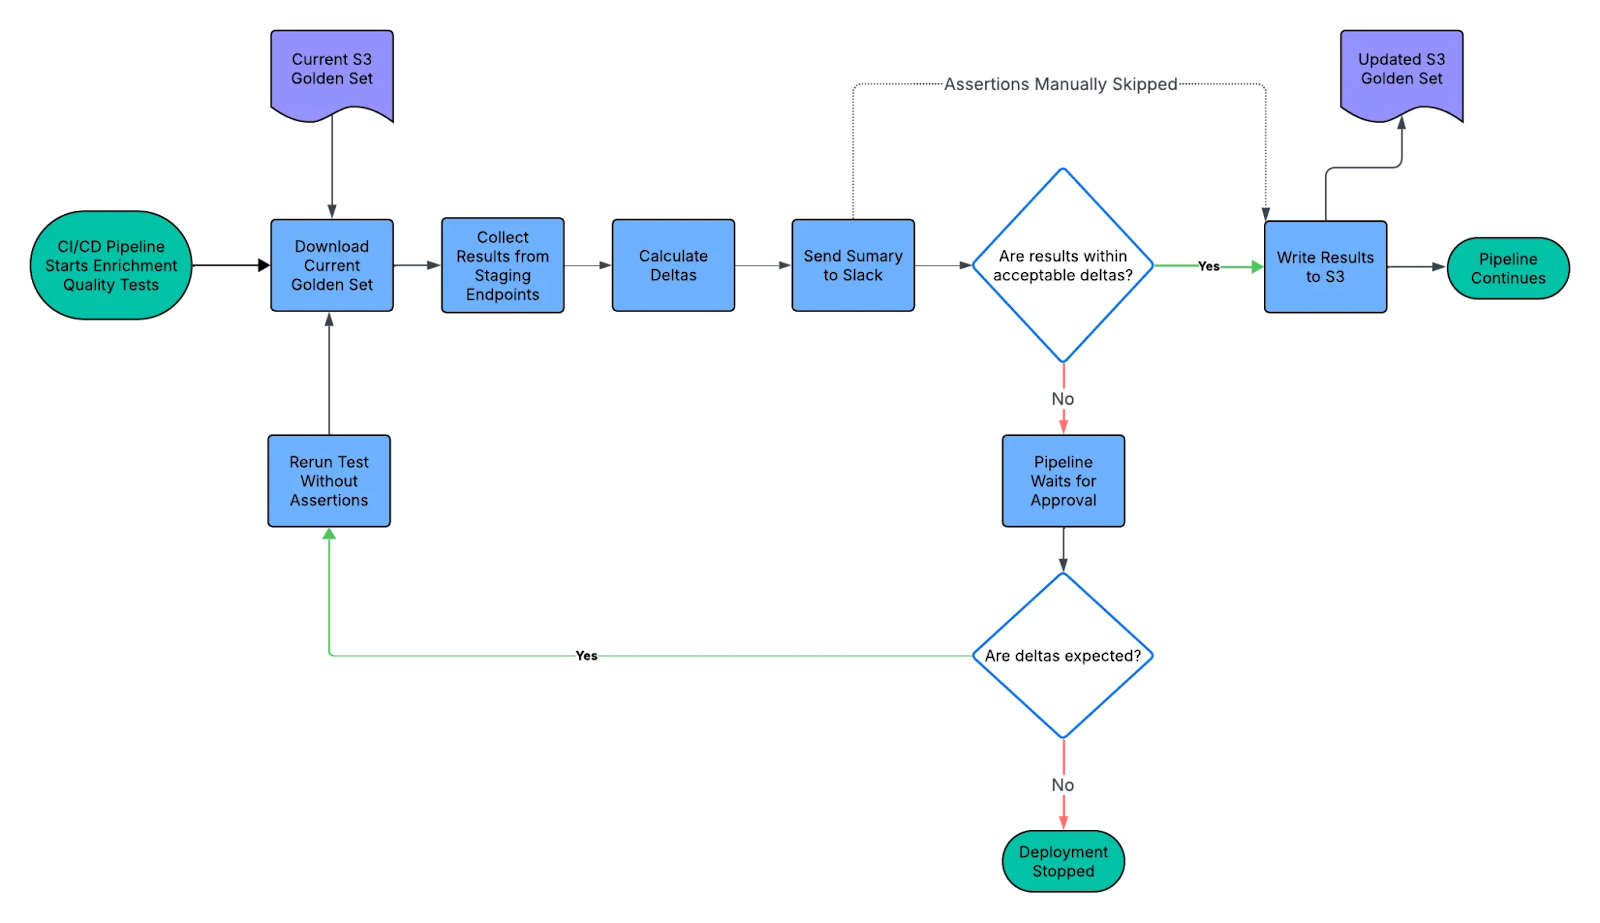 Current S3
Golden Set
Updated S3
Golden Set
Assertions Manually Skipped
CI/CD Pipeline
Starts Enrichment
Quality Tests
Download
Current
Golden Set
Collect
Results from
Staging
Endpoints
Calculate
Deltas
Send Sumary
to Slack
Are results within
acceptable deltas?
Yes
Write Results
to S3
Pipeline
Continues
No
Rerun Test
Without
Assertions
Pipeline
Waits for
Approval
Yes
Are deltas expected?
No
Deployment
Stopped